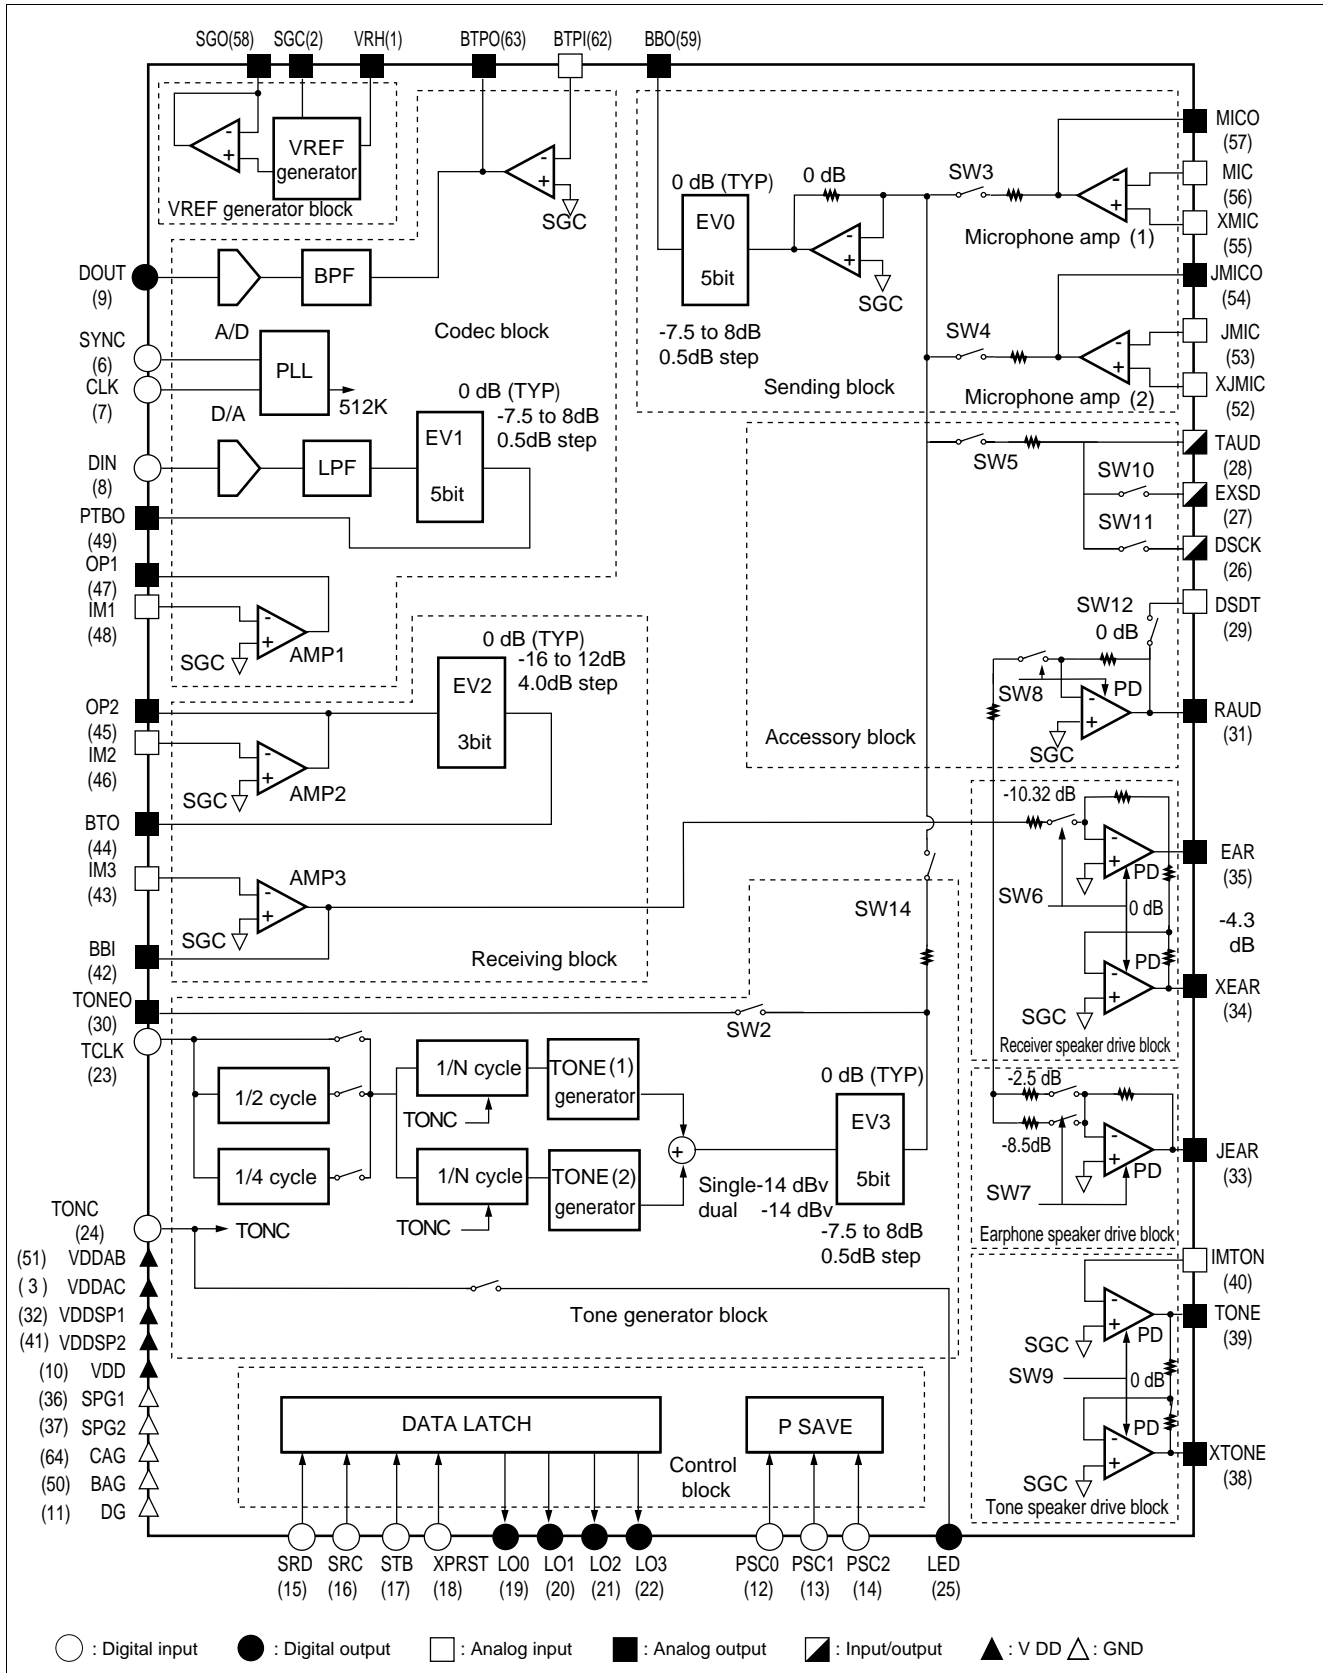 SGO(58) SGC(2) VRH(1) BTPO(63) BTPI(62) BBO(59)
VREF
generator
VREF generator block
SGC
DOUT
(9)
A/D
BPF
Codec block
SYNC
(6)
CLK
(7)
PLL
512K
D/A
DIN
(8)
LPF
EV1
5bit
0 dB (TYP)
-7.5 to 8dB
0.5dB step
PTBO
(49)
OP1
(47)
IM1
(48)
SGC
AMP1
0 dB (TYP)
EV0
5bit
0 dB
SGC
-7.5 to 8dB
0.5dB step
Sending block
SW3
Microphone amp (1)
SW4
Microphone amp (2)
MICO
(57)
MIC
(56)
XMIC
(55)
JMICO
(54)
JMIC
(53)
XJMIC
(52)
SW5
SW10
SW11
TAUD
(28)
EXSD
(27)
DSCK
(26)
SW12
DSDT
(29)
0 dB
SW8
PD
SGC
RAUD
(31)
Accessory block
OP2
(45)
IM2
(46)
SGC
AMP2
0 dB (TYP)
-16 to 12dB
4.0dB step
EV2
3bit
BTO
(44)
IM3
(43)
AMP3
SGC
BBI
(42)
Receiving block
-10.32 dB
PD
SW6
0 dB
PD
SGC
EAR
(35)
-4.3
dB
XEAR
(34)
Receiver speaker drive block
SW14
TONEO
(30)
SW2
TCLK
(23)
1/2 cycle
1/4 cycle
1/N cycle
TONC
1/N cycle
TONC
TONE(1)
generator
TONE(2)
generator
+
0 dB (TYP)
EV3
5bit
Single-14 dBv
dual -14 dBv
-7.5 to 8dB
0.5dB step
-2.5 dB
-8.5dB
PD
SW7
JEAR
(33)
Earphone speaker drive block
TONC
(24)
TONC
Tone generator block
IMTON
(40)
TONE
(39)
SGC
PD
SW9
0 dB
PD
SGC
XTONE
(38)
Tone speaker drive block
(51) VDDAB
( 3 ) VDDAC
(32) VDDSP1
(41) VDDSP2
(10) VDD
(36) SPG1
(37) SPG2
(64) CAG
(50) BAG
(11) DG
DATA LATCH
P SAVE
Control
block
SRD SRC STB XPRST LO0 LO1 LO2 LO3 PSC0 PSC1 PSC2 LED
(15) (16) (17) (18) (19) (20) (21) (22) (12) (13) (14) (25)
: Digital input : Digital output : Analog input : Analog output : Input/output : V DD : GND